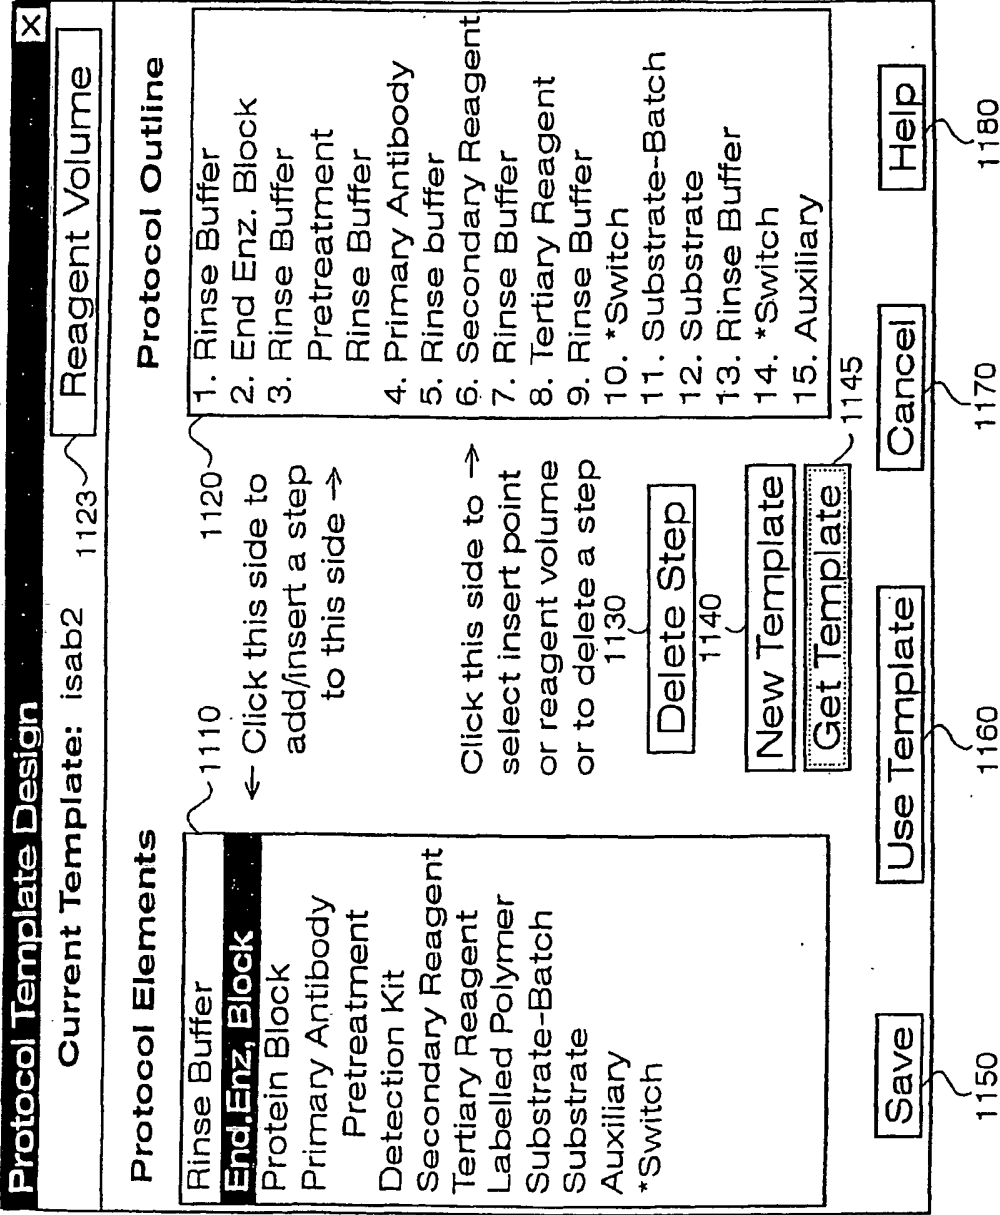 Protocol Template Design X
Current Template: isab2
1123
Reagent Volume
Protocol Elements
1110
Rinse Buffer
End.Enz, Block
Protein Block
Primary Antibody
Pretreatment
Detection Kit
Secondary Reagent
Tertiary Reagent
Labelled Polymer
Substrate-Batch
Substrate
Auxiliary
*Switch
← Click this side to
add/insert a step
to this side →
Click this side to →
select insert point
or reagent volume
or to delete a step
1130
Delete Step
1140
New Template
Get Template
1145
Protocol Outline
1120
1. Rinse Buffer
2. End Enz. Block
3. Rinse Buffer
Pretreatment
Rinse Buffer
4. Primary Antibody
5. Rinse buffer
6. Secondary Reagent
7. Rinse Buffer
8. Tertiary Reagent
9. Rinse Buffer
10. *Switch
11. Substrate-Batch
12. Substrate
13. Rinse Buffer
14. *Switch
15. Auxiliary
Save
Use Template
Cancel
Help
1150
1160
1170
1180